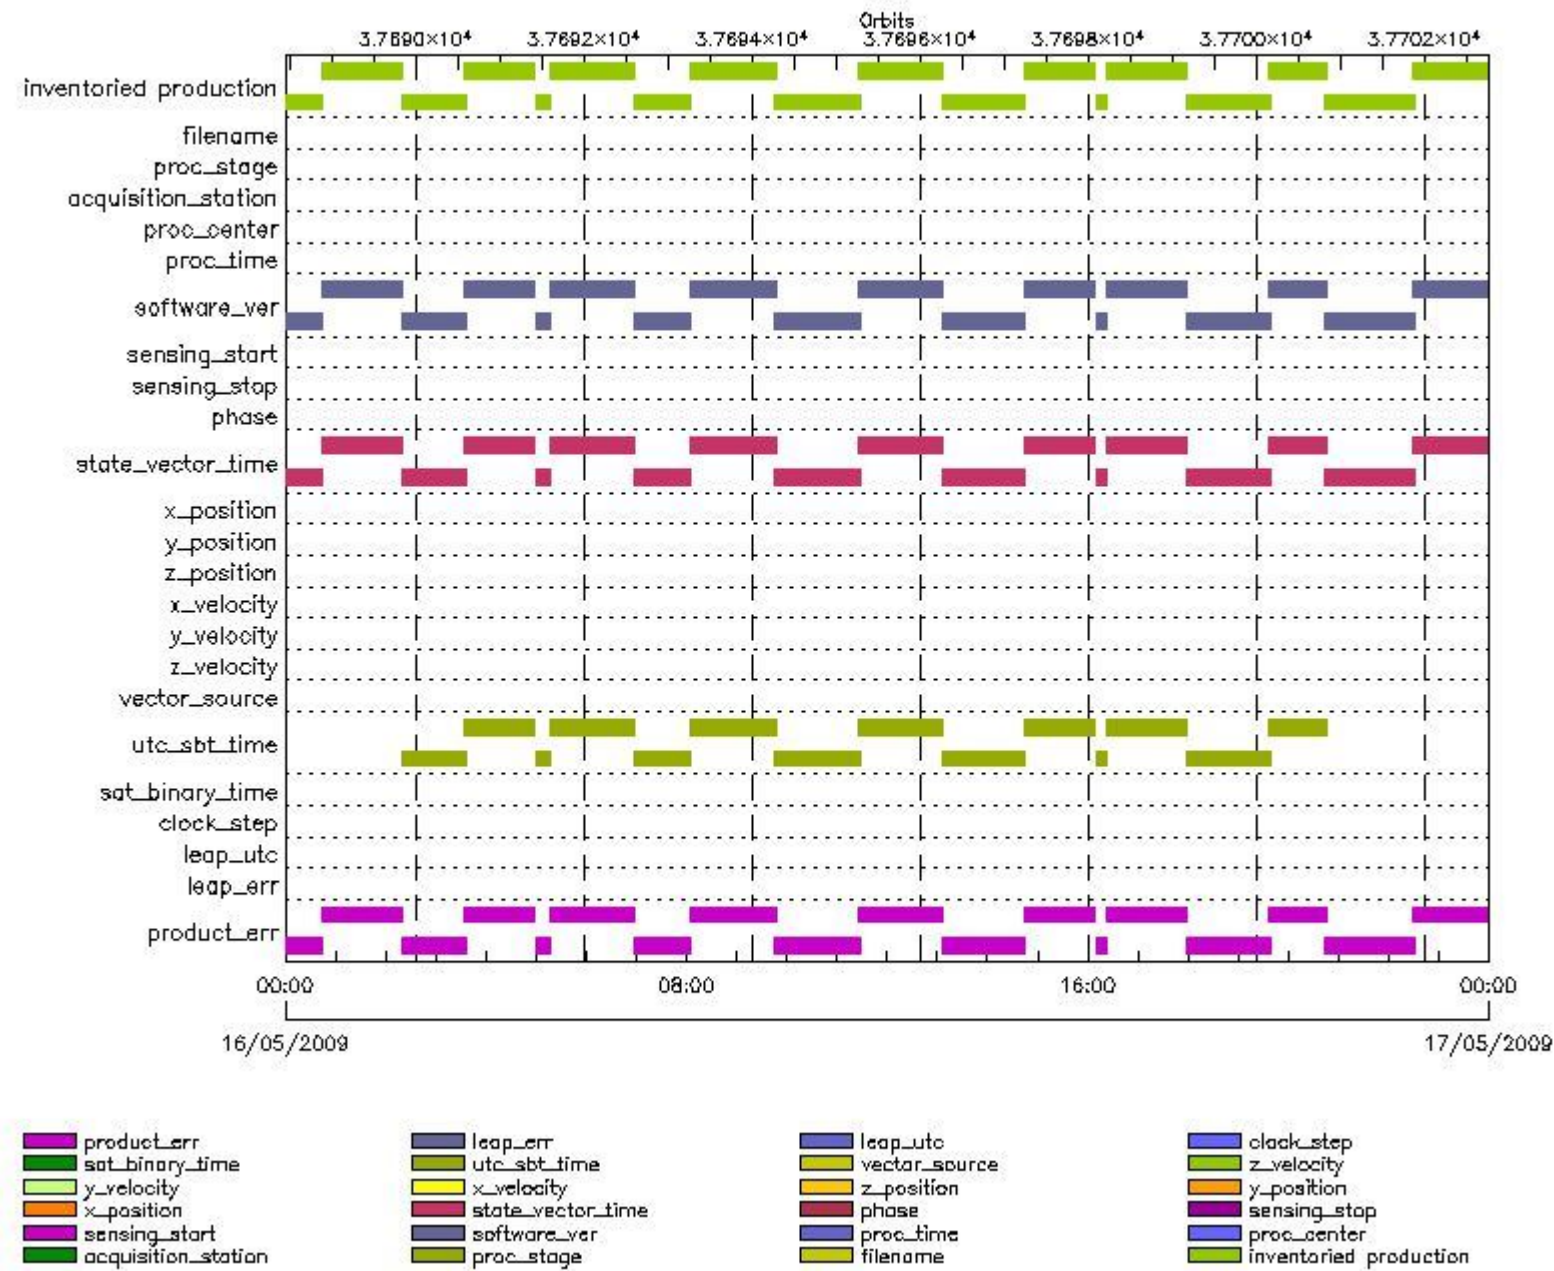 Orbits
3.7690×10⁴ 3.7692×10⁴ 3.7694×10⁴ 3.7696×10⁴ 3.7698×10⁴ 3.7700×10⁴ 3.7702×10⁴
inventoried production
filename
proc_stage
acquisition_station
proc_center
proc_time
software_ver
sensing_start
sensing_stop
phase
state_vector_time
x_position
y_position
z_position
x_velocity
y_velocity
z_velocity
vector_source
utc_sbt_time
sat_binary_time
clock_step
leap_utc
leap_err
product_err
00:00 08:00 16:00 00:00
16/05/2009 17/05/2009
product_err leap_err leap_utc clock_step
sat_binary_time utc_sbt_time vector_source z_velocity
y_velocity x_velocity z_position y_position
x_position state_vector_time phase sensing_stop
sensing_start software_ver proc_time proc_center
acquisition_station proc_stage filename inventoried production